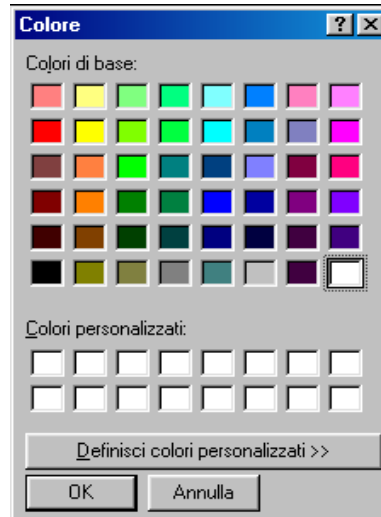 Colore ? ×
Colori di base:
Colori personalizzati:
Definisci colori personalizzati >>
OK Annulla